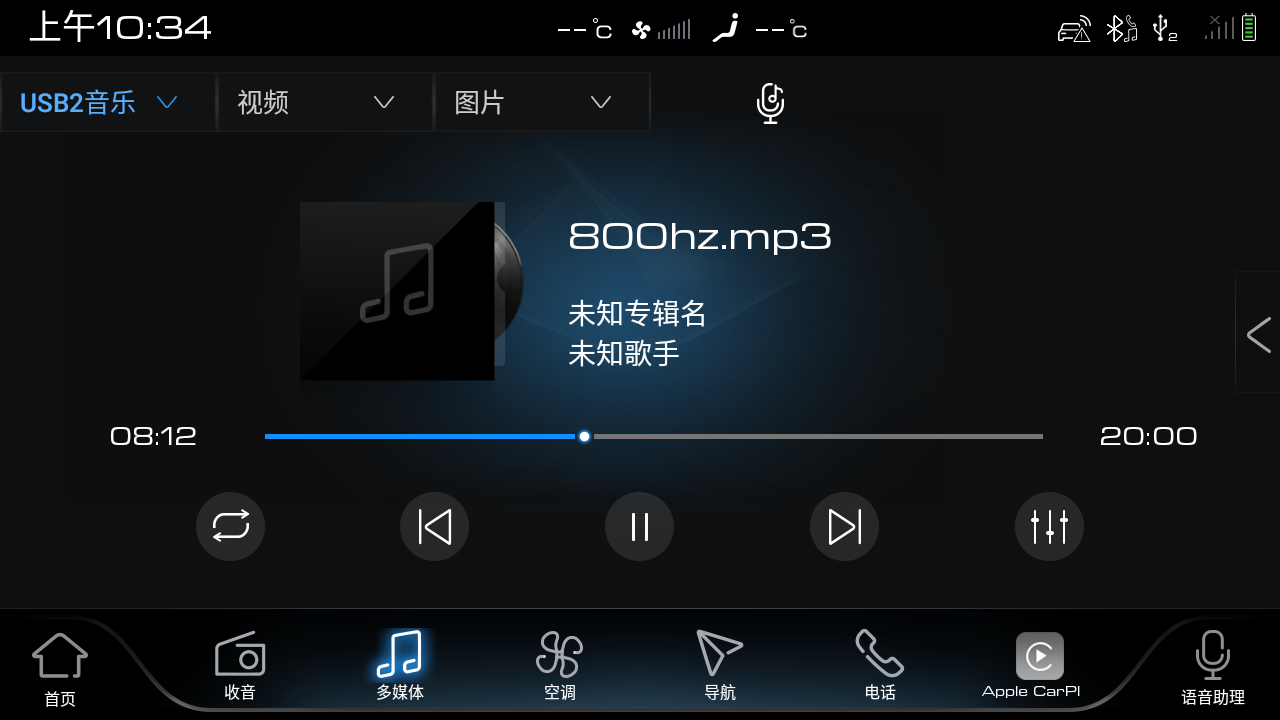 上午10:34
--°C
--°C
2
USB2音乐
视频
图片
800hz.mp3
未知专辑名
未知歌手
08:12
20:00
首页
收音
多媒体
空调
导航
电话
Apple CarPl
语音助理